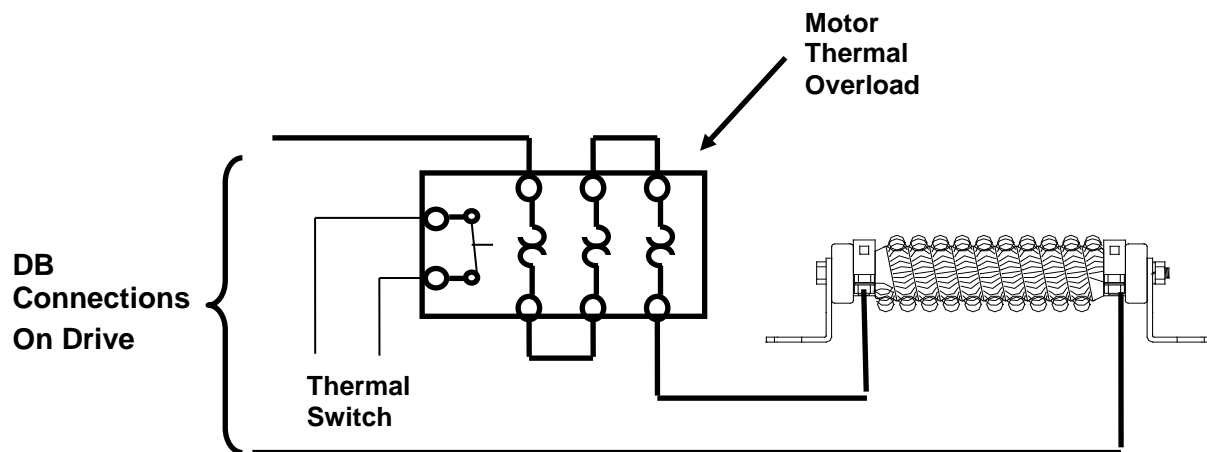 Motor
Thermal
Overload
DB
Connections
On Drive
Thermal
Switch